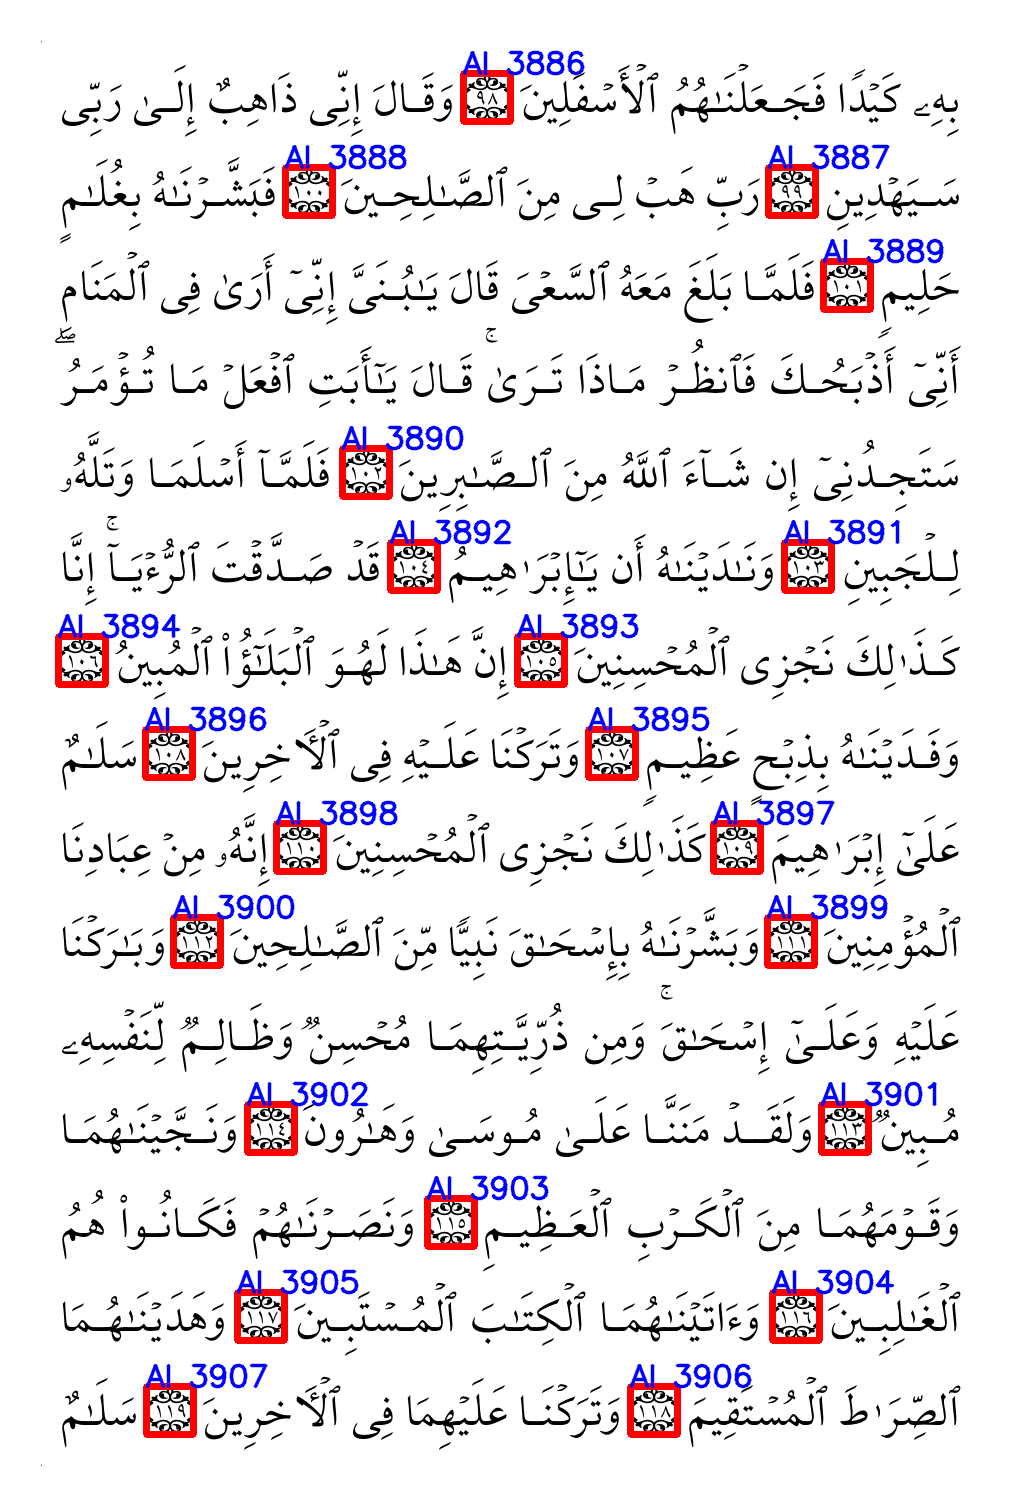 AI_3886
بِهِۦ كَيْدًا فَجَعَلْنَـٰهُمُ ٱلْأَسْفَلِينَ ٩٨ وَقَالَ إِنِّى ذَاهِبٌ إِلَىٰ رَبِّى
AI_3887 AI_3888
سَيَهْدِينِ ٩٩ رَبِّ هَبْ لِى مِنَ ٱلصَّـٰلِحِينَ ١٠٠ فَبَشَّرْنَـٰهُ بِغُلَـٰمٍ
AI_3889
حَلِيمٍ ١٠١ فَلَمَّا بَلَغَ مَعَهُ ٱلسَّعْىَ قَالَ يَـٰبُنَىَّ إِنِّىٓ أَرَىٰ فِى ٱلْمَنَامِ
أَنِّىٓ أَذْبَحُكَ فَٱنظُرْ مَاذَا تَرَىٰ ۚ قَالَ يَـٰٓأَبَتِ ٱفْعَلْ مَا تُؤْمَرُ ۖ
AI_3890
سَتَجِدُنِىٓ إِن شَآءَ ٱللَّهُ مِنَ ٱلصَّـٰبِرِينَ ١٠٢ فَلَمَّآ أَسْلَمَا وَتَلَّهُۥ
AI_3891 AI_3892
لِلْجَبِينِ ١٠٣ وَنَـٰدَيْنَـٰهُ أَن يَـٰٓإِبْرَٰهِيمُ ١٠٤ قَدْ صَدَّقْتَ ٱلرُّءْيَآ ۚ إِنَّا
AI_3893 AI_3894
كَذَٰلِكَ نَجْزِى ٱلْمُحْسِنِينَ ١٠٥ إِنَّ هَـٰذَا لَهُوَ ٱلْبَلَـٰٓؤُا۟ ٱلْمُبِينُ ١٠٦
AI_3895 AI_3896
وَفَدَيْنَـٰهُ بِذِبْحٍ عَظِيمٍ ١٠٧ وَتَرَكْنَا عَلَيْهِ فِى ٱلْـَٔاخِرِينَ ١٠٨ سَلَـٰمٌ
AI_3897 AI_3898
عَلَىٰٓ إِبْرَٰهِيمَ ١٠٩ كَذَٰلِكَ نَجْزِى ٱلْمُحْسِنِينَ ١١٠ إِنَّهُۥ مِنْ عِبَادِنَا
AI_3899 AI_3900
ٱلْمُؤْمِنِينَ ١١١ وَبَشَّرْنَـٰهُ بِإِسْحَـٰقَ نَبِيًّا مِّنَ ٱلصَّـٰلِحِينَ ١١٢ وَبَـٰرَكْنَا
عَلَيْهِ وَعَلَىٰٓ إِسْحَـٰقَ ۚ وَمِن ذُرِّيَّتِهِمَا مُحْسِنٌ وَظَالِمٌ لِّنَفْسِهِۦ
AI_3901 AI_3902
مُبِينٌ ١١٣ وَلَقَدْ مَنَنَّا عَلَىٰ مُوسَىٰ وَهَـٰرُونَ ١١٤ وَنَجَّيْنَـٰهُمَا
AI_3903
وَقَوْمَهُمَا مِنَ ٱلْكَرْبِ ٱلْعَظِيمِ ١١٥ وَنَصَرْنَـٰهُمْ فَكَانُوا۟ هُمُ
AI_3904 AI_3905
ٱلْغَـٰلِبِينَ ١١٦ وَءَاتَيْنَـٰهُمَا ٱلْكِتَـٰبَ ٱلْمُسْتَبِينَ ١١٧ وَهَدَيْنَـٰهُمَا
AI_3906 AI_3907
ٱلصِّرَٰطَ ٱلْمُسْتَقِيمَ ١١٨ وَتَرَكْنَا عَلَيْهِمَا فِى ٱلْـَٔاخِرِينَ ١١٩ سَلَـٰمٌ